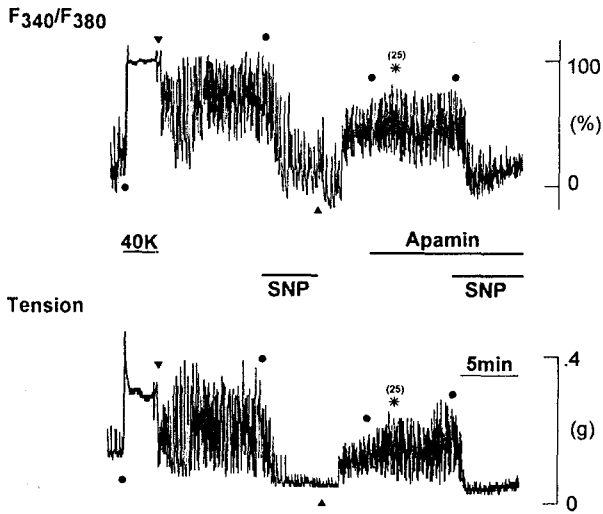 F340/F380
(25)
100
(%)
0
40K
Apamin
SNP
SNP
Tension
5min
.4
(25)
(g)
0